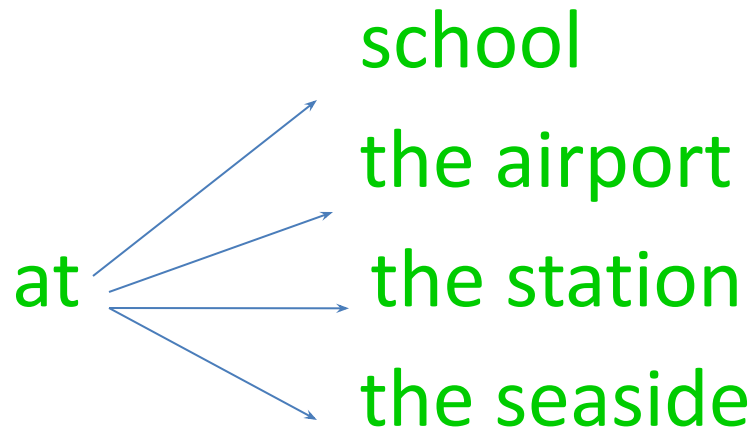 school
the airport
at
the station
the seaside